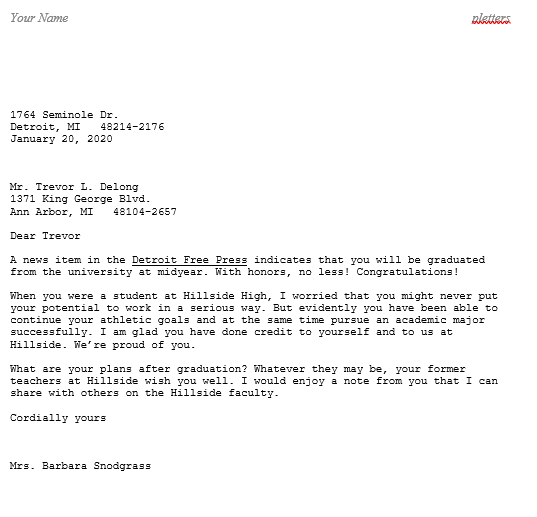 Your Name pletters
1764 Seminole Dr.
Detroit, MI   48214-2176
January 20, 2020
Mr. Trevor L. Delong
1371 King George Blvd.
Ann Arbor, MI   48104-2657
Dear Trevor
A news item in the Detroit Free Press indicates that you will be graduated
from the university at midyear. With honors, no less! Congratulations!
When you were a student at Hillside High, I worried that you might never put
your potential to work in a serious way. But evidently you have been able to
continue your athletic goals and at the same time pursue an academic major
successfully. I am glad you have done credit to yourself and to us at
Hillside. We’re proud of you.
What are your plans after graduation? Whatever they may be, your former
teachers at Hillside wish you well. I would enjoy a note from you that I can
share with others on the Hillside faculty.
Cordially yours
Mrs. Barbara Snodgrass